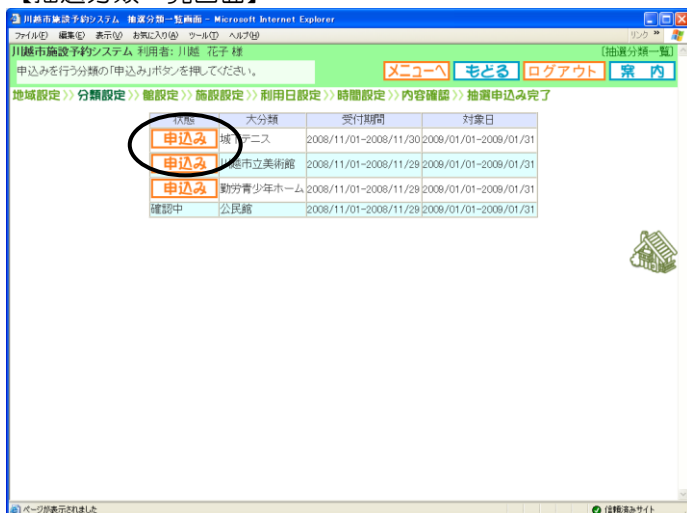 【抽選分類一覧画面】
川越市施設予約システム 抽選分類一覧画面 - Microsoft Internet Explorer
ファイル(F) 編集(E) 表示(V) お気に入り(A) ツール(T) ヘルプ(H) リンク »
川越市施設予約システム 利用者：川越 花子 様 [抽選分類一覧]
申込みを行う分類の「申込み」ボタンを押してください。 メニューへ もどる ログアウト 案 内
地域設定>>分類設定>>館設定>>施設設定>>利用日設定>>時間設定>>内容確認>>抽選申込み完了
状態 大分類 受付期間 対象日
申込み 城下テニス 2008/11/01-2008/11/30 2009/01/01-2009/01/31
申込み 川越市立美術館 2008/11/01-2008/11/29 2009/01/01-2009/01/31
申込み 勤労青少年ホーム 2008/11/01-2008/11/29 2009/01/01-2009/01/31
確認中 公民館 2008/11/01-2008/11/29 2009/01/01-2009/01/31
ページが表示されました 信頼済みサイト